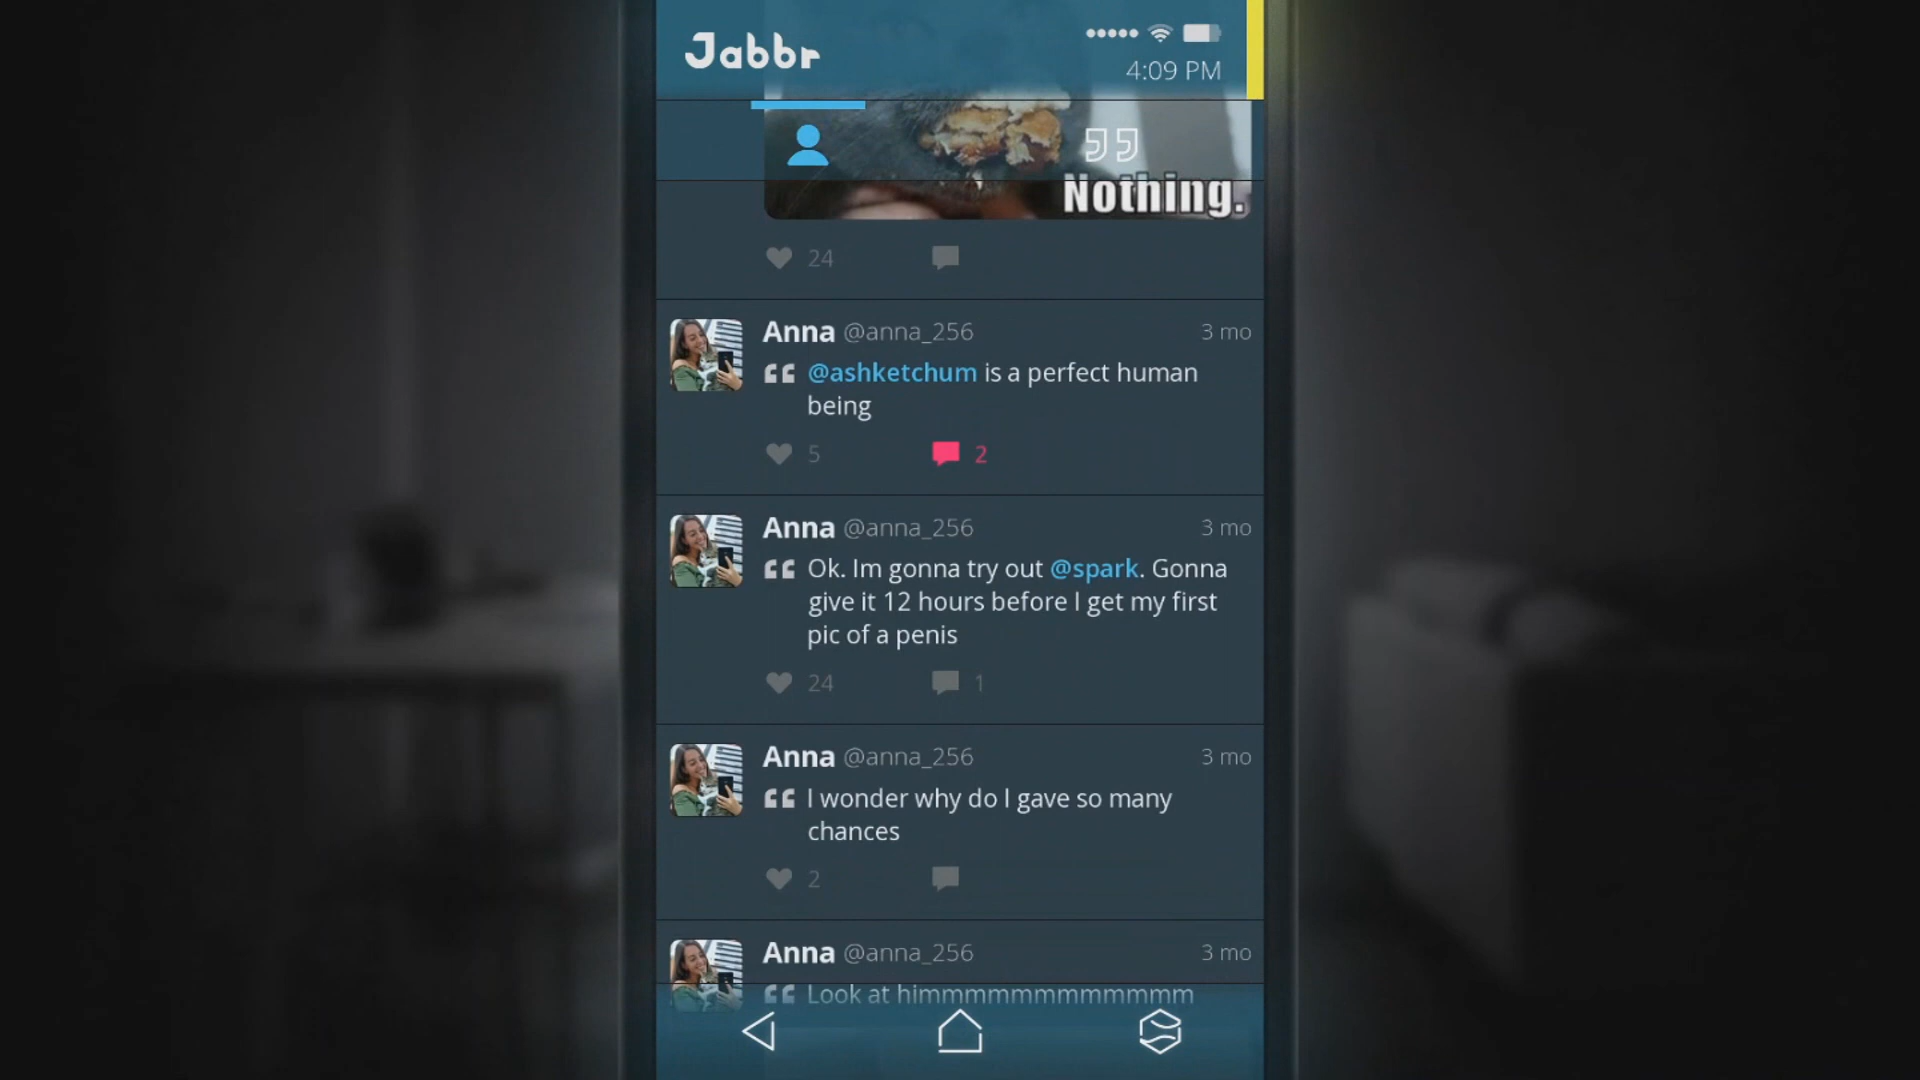 Jabbr
4:09 PM
Nothing.
24
Anna @anna_256 3 mo
@ashketchum is a perfect human
being
5 2
Anna @anna_256 3 mo
Ok. Im gonna try out @spark. Gonna
give it 12 hours before I get my first
pic of a penis
24 1
Anna @anna_256 3 mo
I wonder why do I gave so many
chances
2
Anna @anna_256 3 mo
Look at himmmmmmmmmmmm